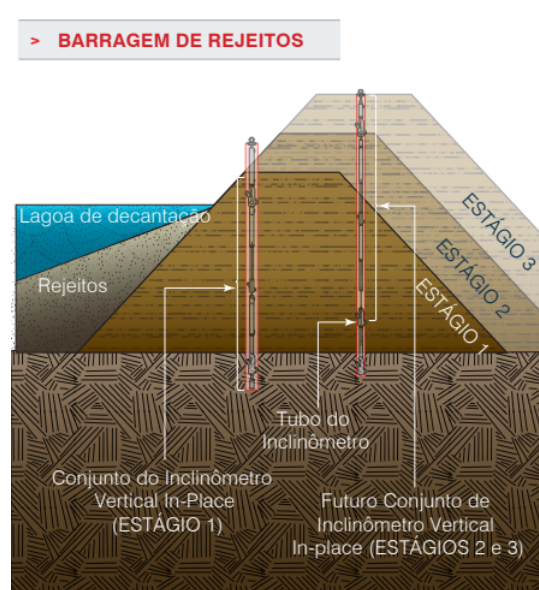 > BARRAGEM DE REJEITOS
Lagoa de decantação
Rejeitos
ESTÁGIO 3
ESTÁGIO 2
ESTÁGIO 1
Tubo do
Inclinômetro
Conjunto do Inclinômetro
Vertical In-Place
(ESTÁGIO 1)
Futuro Conjunto de
Inclinômetro Vertical
In-place (ESTÁGIOS 2 e 3)